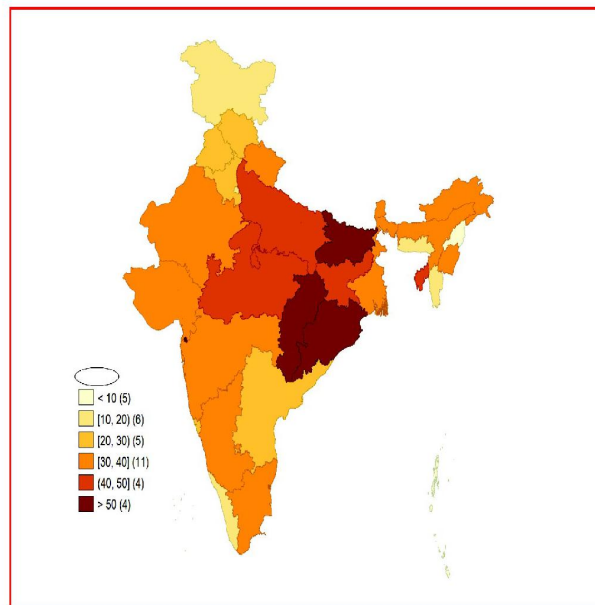 < 10 (5)
[10, 20) (6)
[20, 30) (5)
[30, 40] (11)
(40, 50] (4)
> 50 (4)